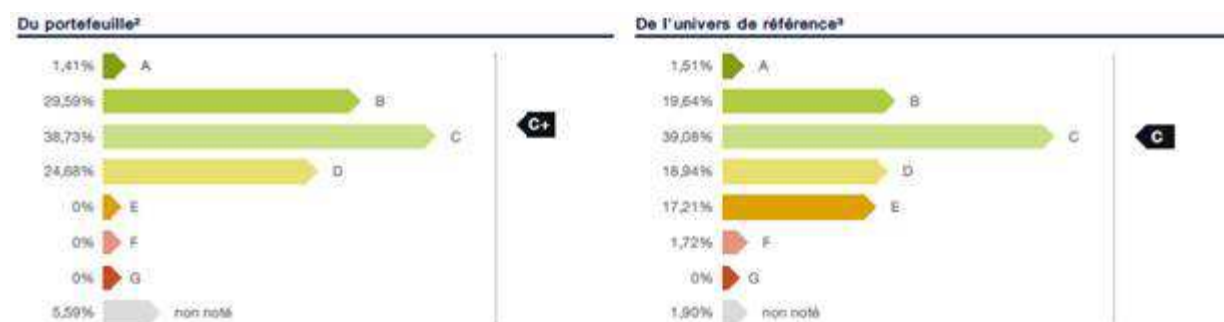 Du portefeuille²
1,41% A
29,59% B
38,73% C
C+
24,68% D
0% E
0% F
0% G
5,59% non noté
De l'univers de référence³
1,51% A
19,64% B
39,08% C
C
18,94% D
17,21% E
1,72% F
0% G
1,90% non noté